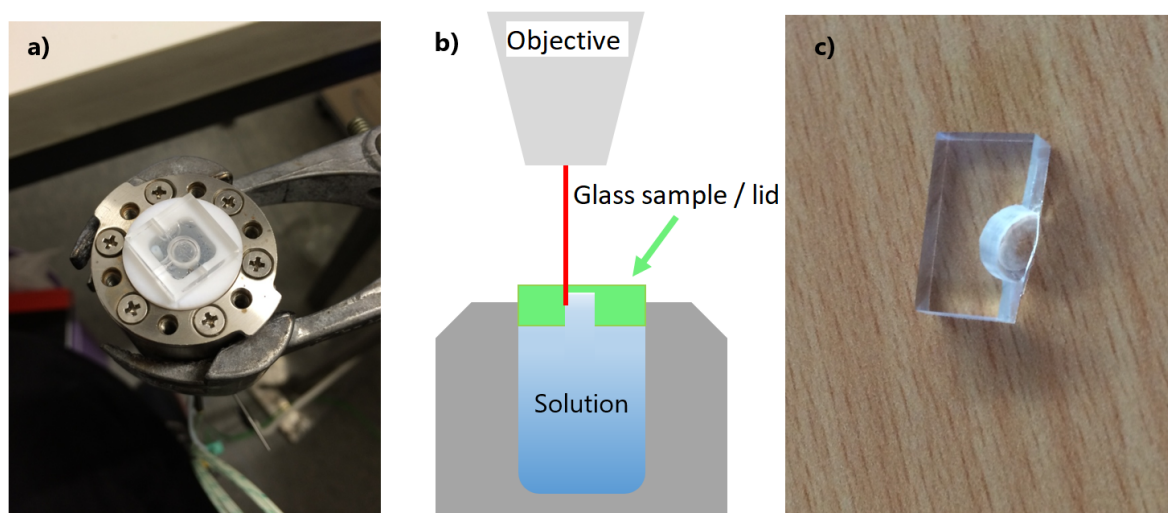 a)
b)
Objective
c)
Glass sample / lid
Solution